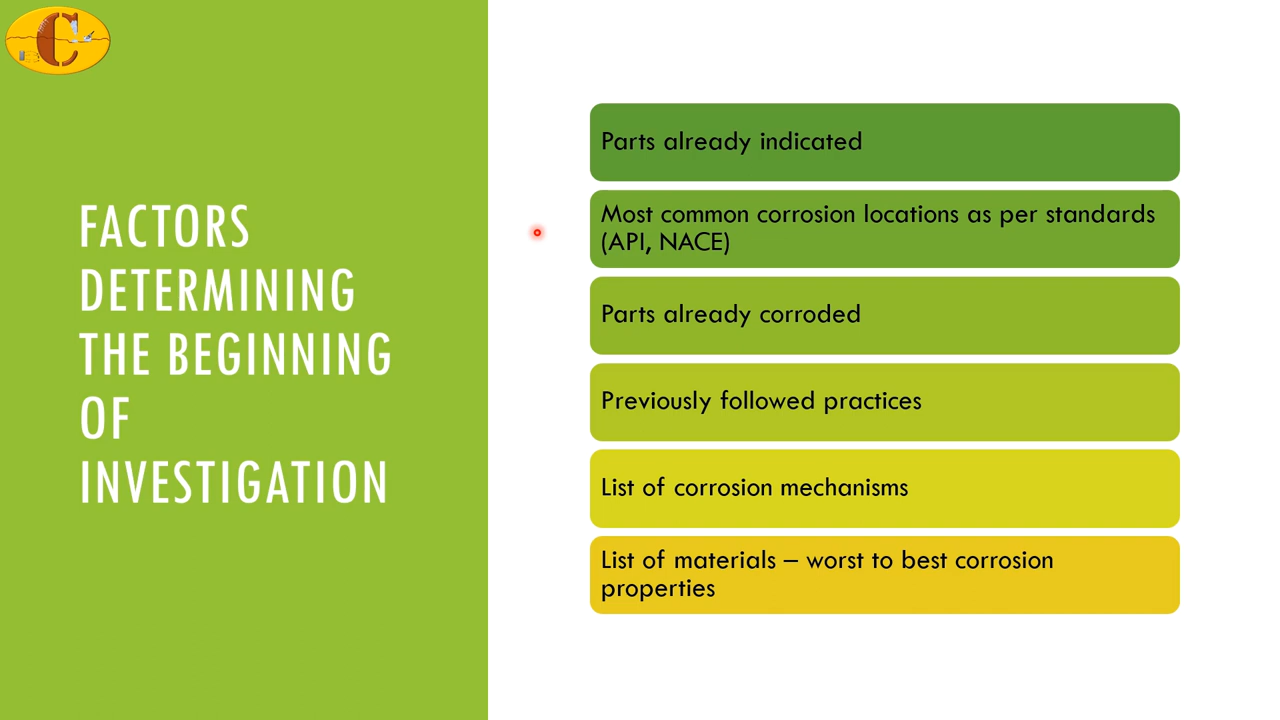 FACTORS
DETERMINING
THE BEGINNING
OF
INVESTIGATION
Parts already indicated
Most common corrosion locations as per standards
(API, NACE)
Parts already corroded
Previously followed practices
List of corrosion mechanisms
List of materials – worst to best corrosion
properties